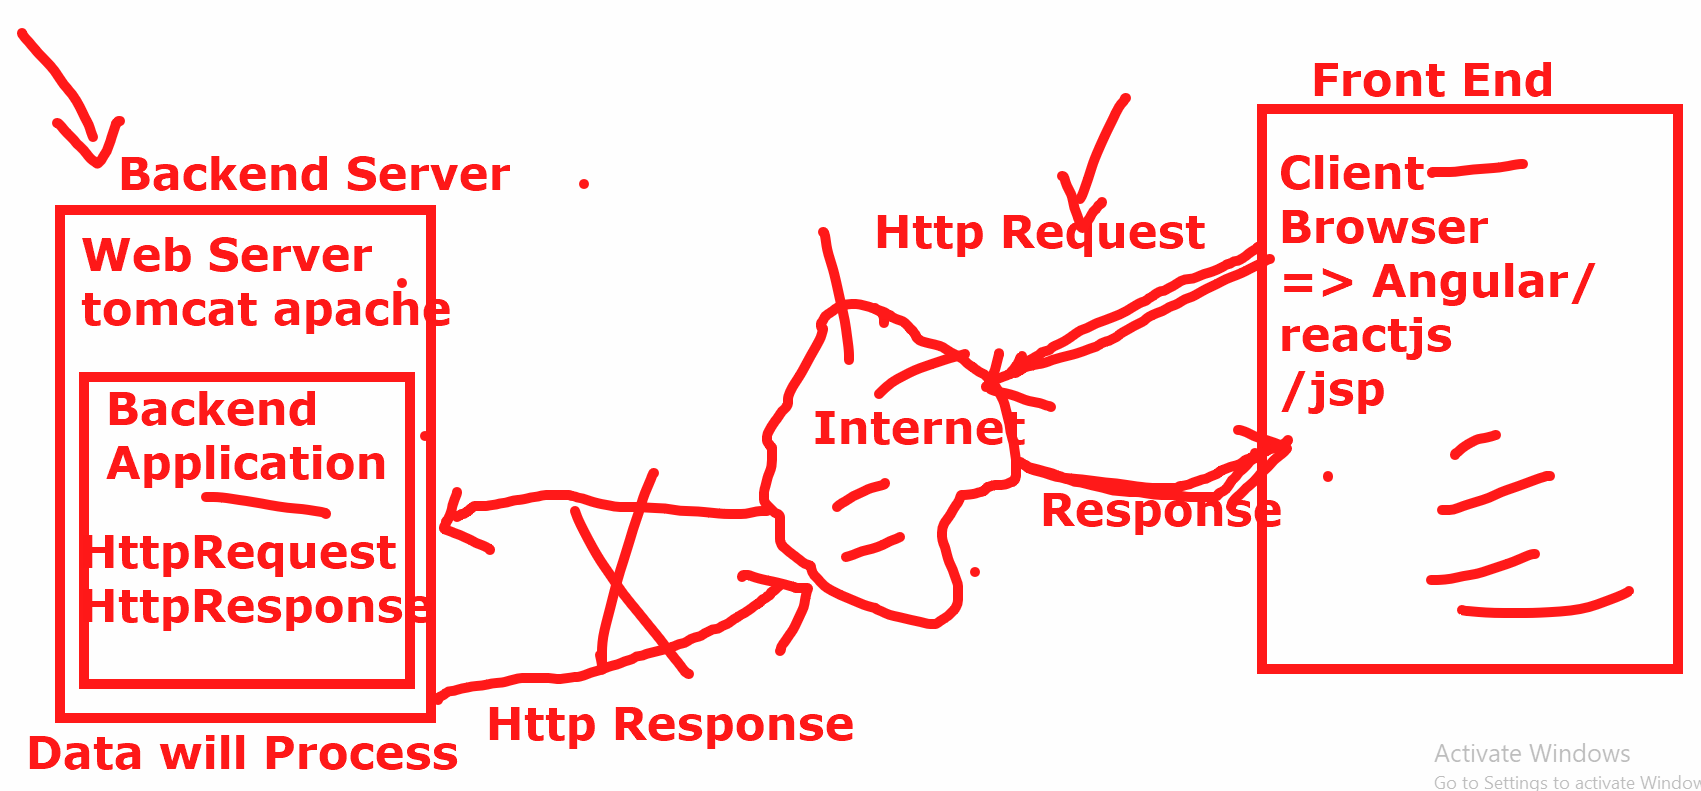 Front End
Backend Server
Client
Browser
=> Angular/
reactjs
/jsp
Http Request
Web Server
tomcat apache
Backend
Application
HttpRequest
HttpResponse
Internet
Response
Http Response
Data will Process
Activate Windows
Go to Settings to activate Window